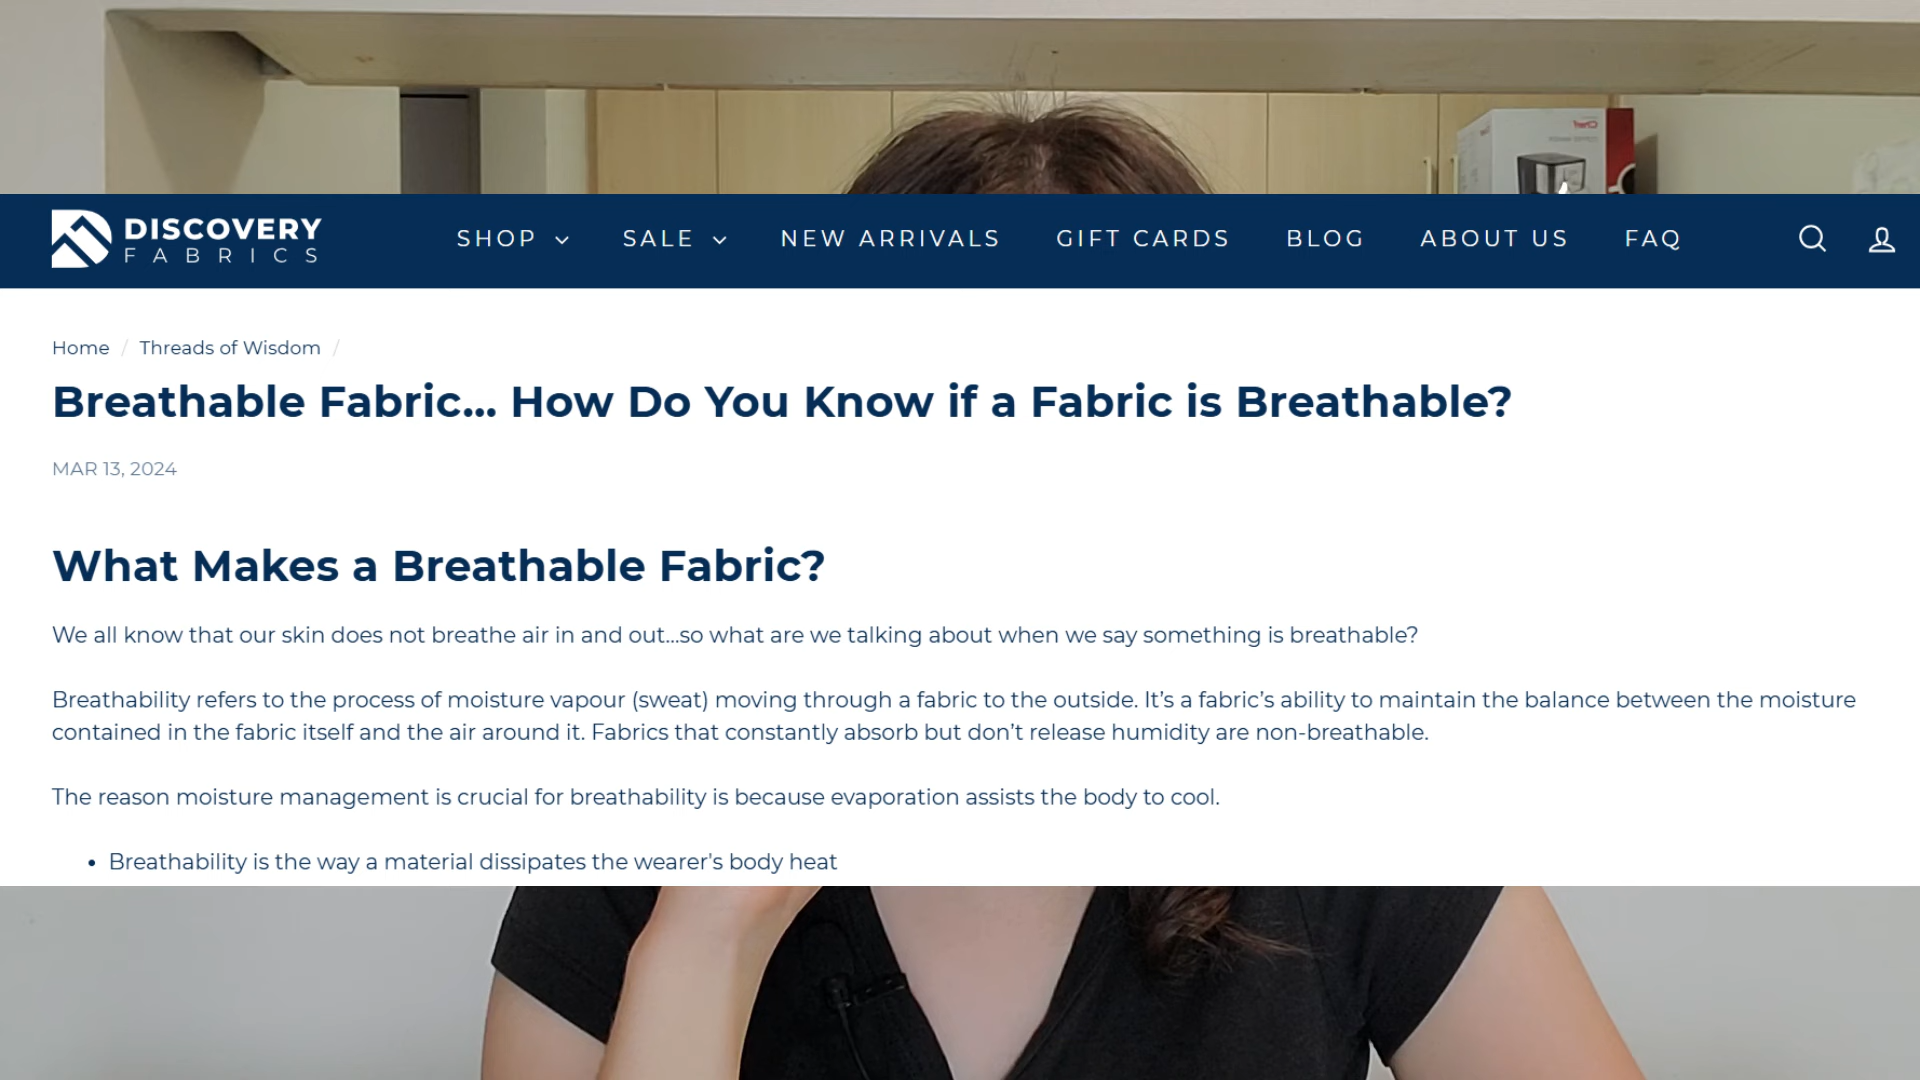 Chef
DISCOVERY
FABRICS
SHOP
SALE
NEW ARRIVALS
GIFT CARDS
BLOG
ABOUT US
FAQ
Home / Threads of Wisdom /
Breathable Fabric... How Do You Know if a Fabric is Breathable?
MAR 13, 2024
What Makes a Breathable Fabric?
We all know that our skin does not breathe air in and out...so what are we talking about when we say something is breathable?
Breathability refers to the process of moisture vapour (sweat) moving through a fabric to the outside. It’s a fabric’s ability to maintain the balance between the moisture
contained in the fabric itself and the air around it. Fabrics that constantly absorb but don’t release humidity are non-breathable.
The reason moisture management is crucial for breathability is because evaporation assists the body to cool.
• Breathability is the way a material dissipates the wearer's body heat